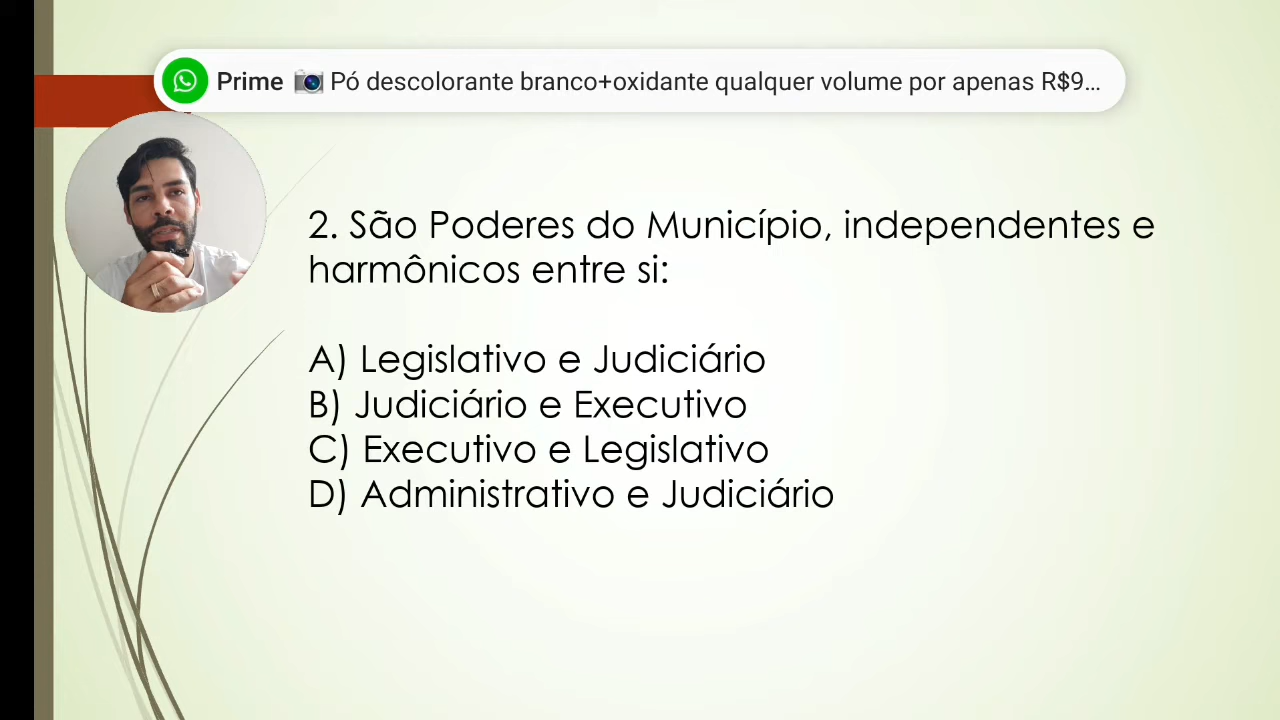 Prime 📷 Pó descolorante branco+oxidante qualquer volume por apenas R$9...
2. São Poderes do Município, independentes e
harmônicos entre si:
A) Legislativo e Judiciário
B) Judiciário e Executivo
C) Executivo e Legislativo
D) Administrativo e Judiciário